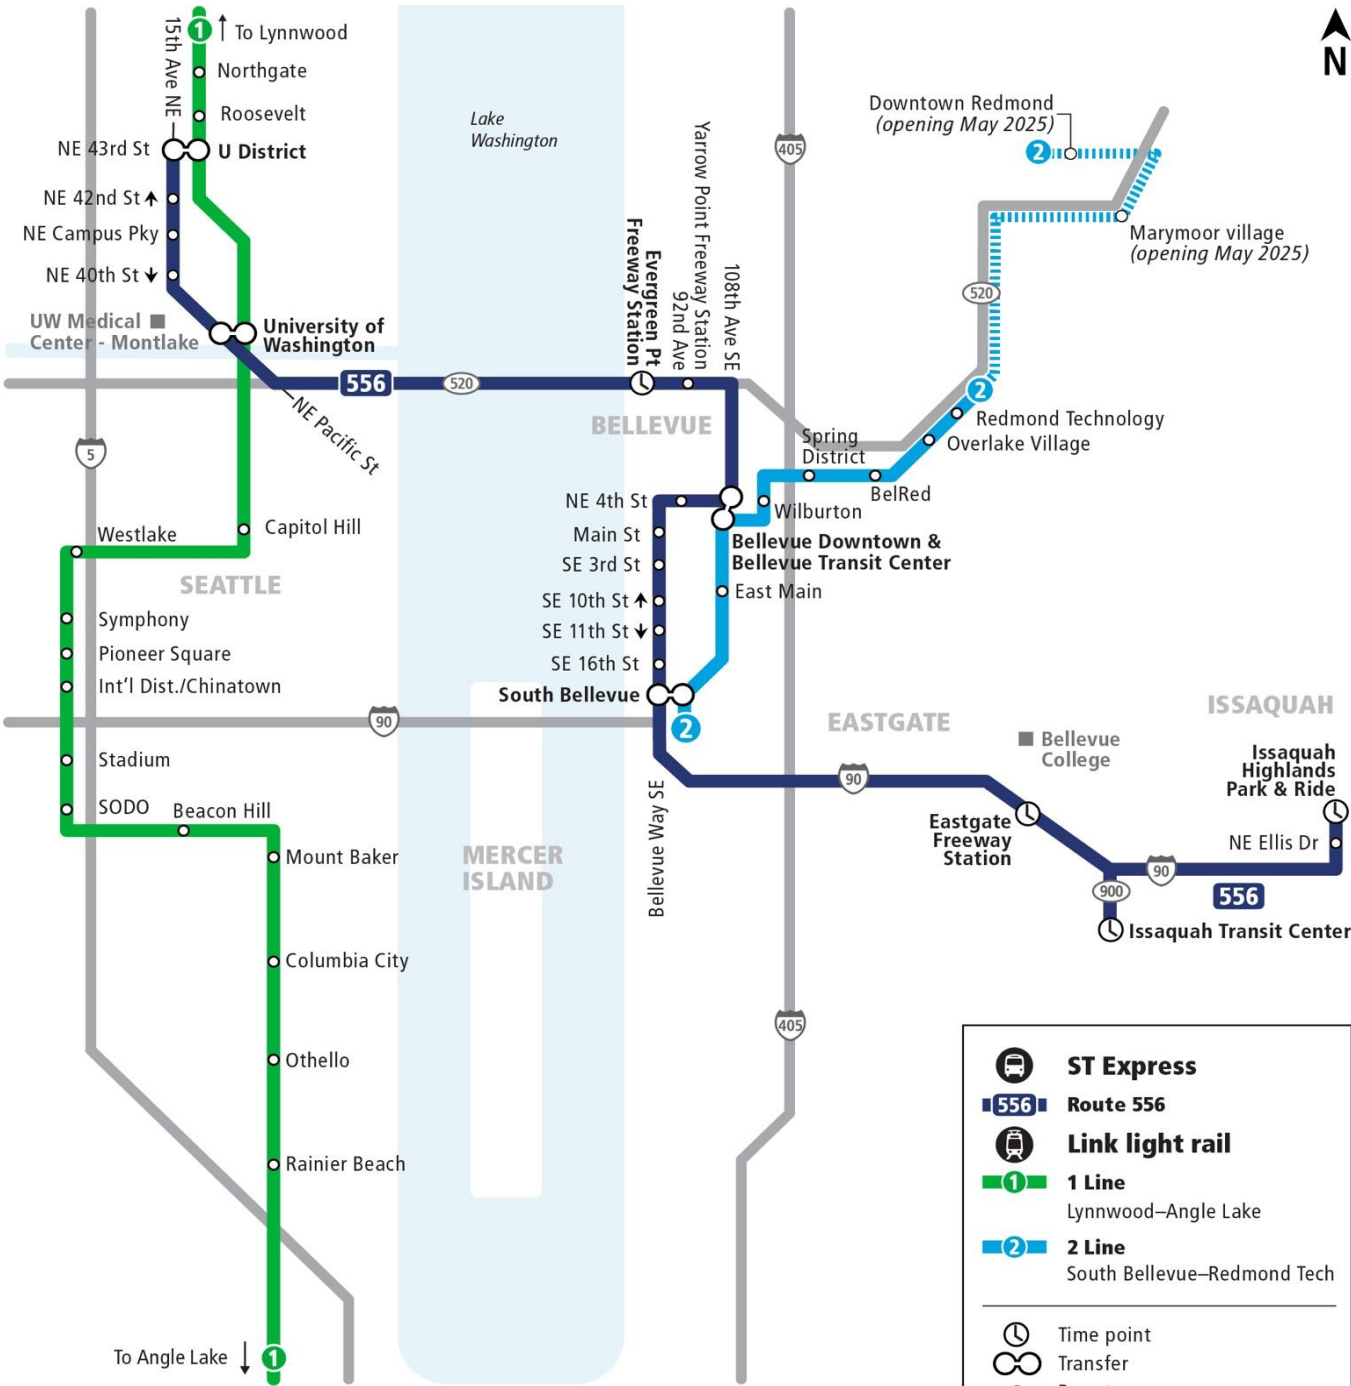 1
To Lynnwood
15th Ave NE
Northgate
Roosevelt
NE 43rd St
U District
NE 42nd St
NE Campus Pky
NE 40th St
UW Medical
Center - Montlake
University of
Washington
556
520
NE Pacific St
5
Lake
Washington
Evergreen Pt
Freeway Station
Yarrow Point Freeway Station
92nd Ave
108th Ave SE
405
N
Downtown Redmond
(opening May 2025)
2
Marymoor village
(opening May 2025)
520
2
Redmond Technology
Overlake Village
BELLEVUE
Spring
District
BelRed
Wilburton
NE 4th St
Bellevue Downtown &
Bellevue Transit Center
Main St
SE 3rd St
East Main
SE 10th St
SE 11th St
SE 16th St
South Bellevue
2
Capitol Hill
Westlake
SEATTLE
Symphony
Pioneer Square
Int'l Dist./Chinatown
90
Stadium
SODO
Beacon Hill
Mount Baker
MERCER
ISLAND
Bellevue Way SE
EASTGATE
ISSAQUAH
90
Bellevue
College
Issaquah
Highlands
Park & Ride
Eastgate
Freeway
Station
NE Ellis Dr
90
900
556
Issaquah Transit Center
Columbia City
Othello
Rainier Beach
405
To Angle Lake
1
ST Express
556
Route 556
Link light rail
1
1 Line
Lynnwood–Angle Lake
2
2 Line
South Bellevue–Redmond Tech
Time point
Transfer